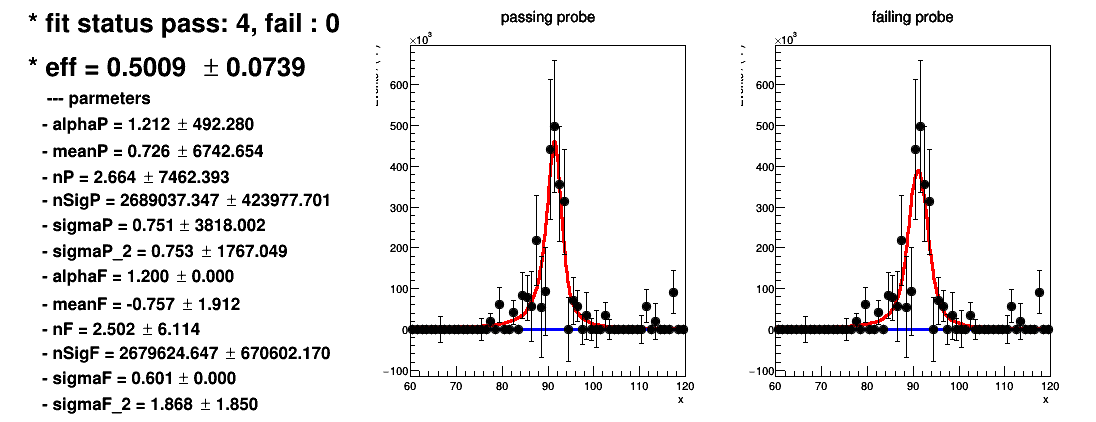 * fit status pass: 4, fail : 0
* eff = 0.5009 ± 0.0739
--- parmeters
- alphaP = 1.212 ± 492.280
- meanP = 0.726 ± 6742.654
- nP = 2.664 ± 7462.393
- nSigP = 2689037.347 ± 423977.701
- sigmaP = 0.751 ± 3818.002
- sigmaP_2 = 0.753 ± 1767.049
- alphaF = 1.200 ± 0.000
- meanF = -0.757 ± 1.912
- nF = 2.502 ± 6.114
- nSigF = 2679624.647 ± 670602.170
- sigmaF = 0.601 ± 0.000
- sigmaF_2 = 1.868 ± 1.850
passing probe
×10³
600
500
400
300
200
100
0
−100
60 70 80 90 100 110 120
x
failing probe
×10³
600
500
400
300
200
100
0
−100
60 70 80 90 100 110 120
x